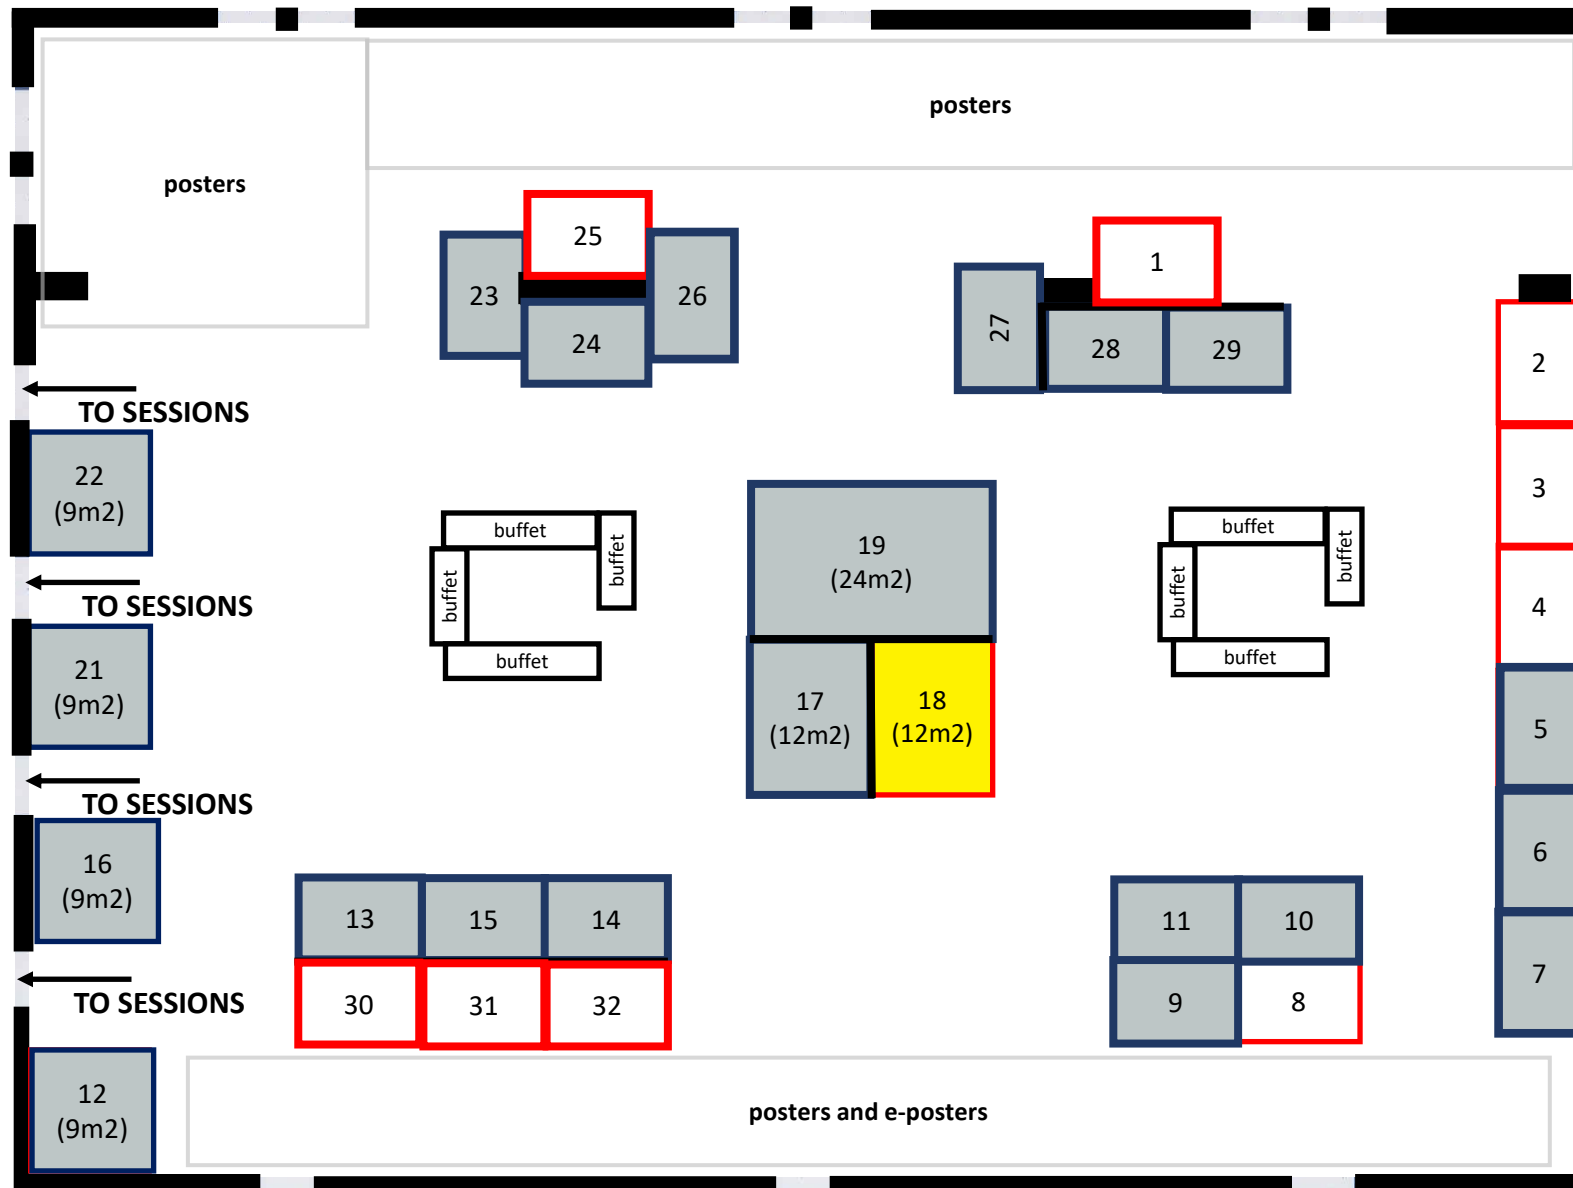 posters
posters
25
1
23
26
24
27
28
29
2
TO SESSIONS
22
(9m2)
3
buffet
buffet
buffet
buffet
19
(24m2)
buffet
buffet
buffet
buffet
4
TO SESSIONS
21
(9m2)
17
(12m2)
18
(12m2)
5
TO SESSIONS
16
(9m2)
6
13
15
14
11
10
7
TO SESSIONS
30
31
32
9
8
12
(9m2)
posters and e-posters